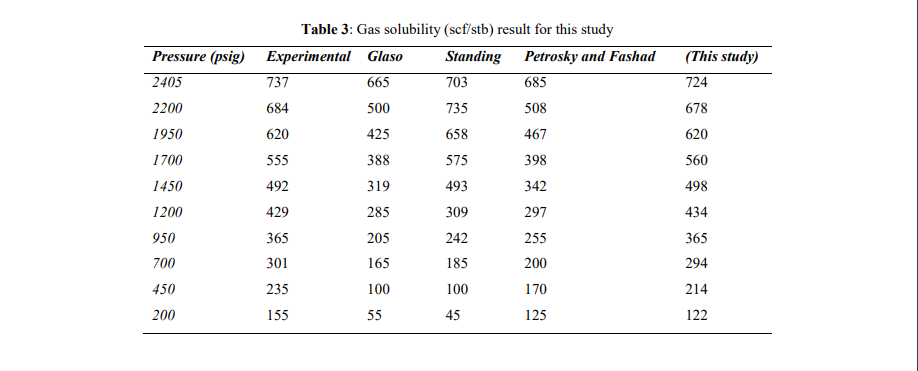 Table 3: Gas solubility (scf/stb) result for this study
Pressure (psig) Experimental Glaso Standing Petrosky and Fashad (This study)
2405 737 665 703 685 724
2200 684 500 735 508 678
1950 620 425 658 467 620
1700 555 388 575 398 560
1450 492 319 493 342 498
1200 429 285 309 297 434
950 365 205 242 255 365
700 301 165 185 200 294
450 235 100 100 170 214
200 155 55 45 125 122